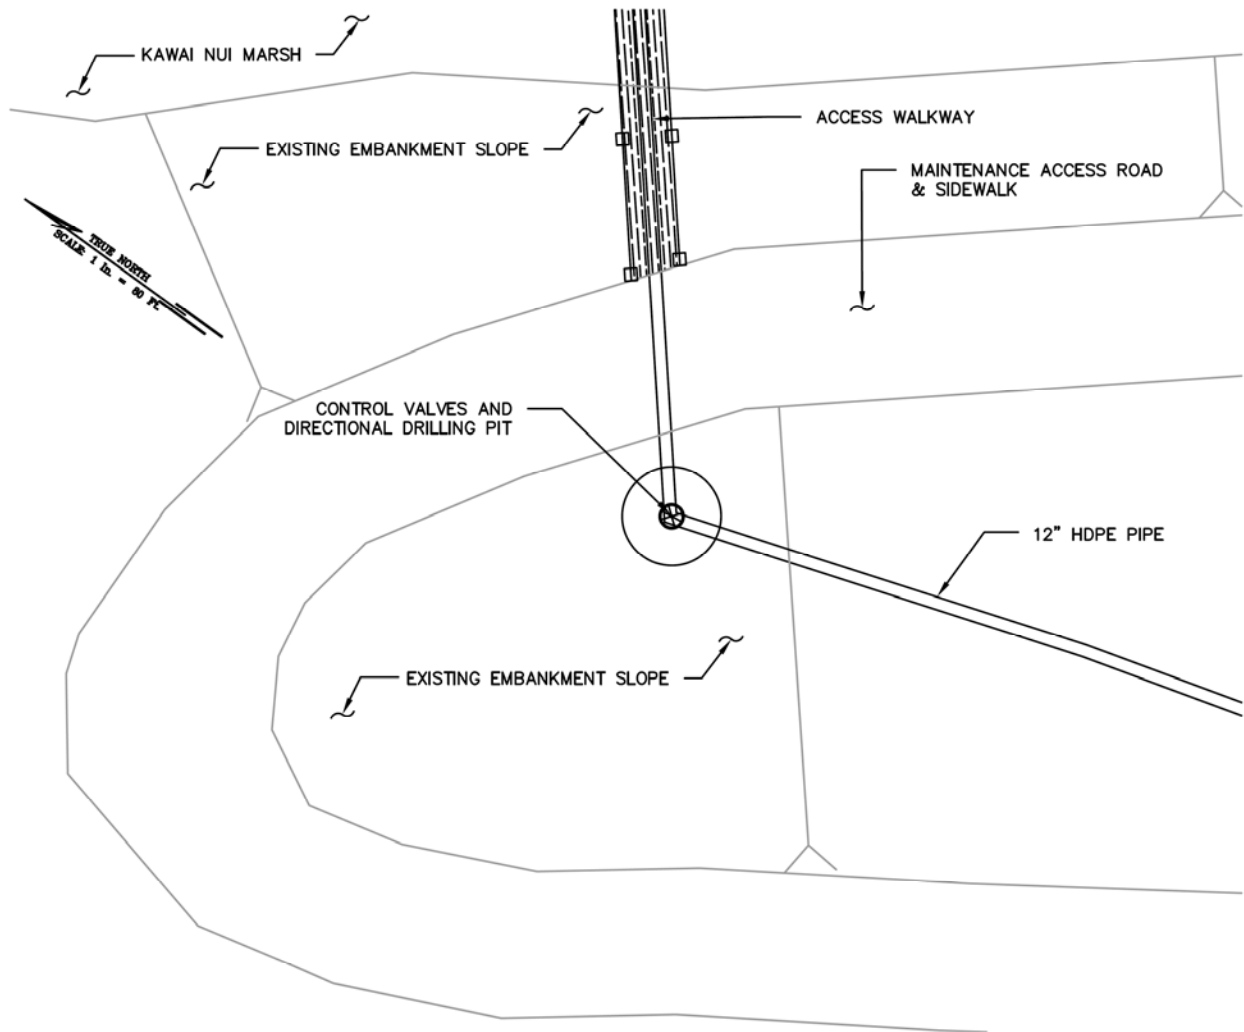 KAWAI NUI MARSH
ACCESS WALKWAY
EXISTING EMBANKMENT SLOPE
MAINTENANCE ACCESS ROAD
& SIDEWALK
TRUE NORTH
SCALE: 1 in. = 80 Ft.
CONTROL VALVES AND
DIRECTIONAL DRILLING PIT
12" HDPE PIPE
EXISTING EMBANKMENT SLOPE